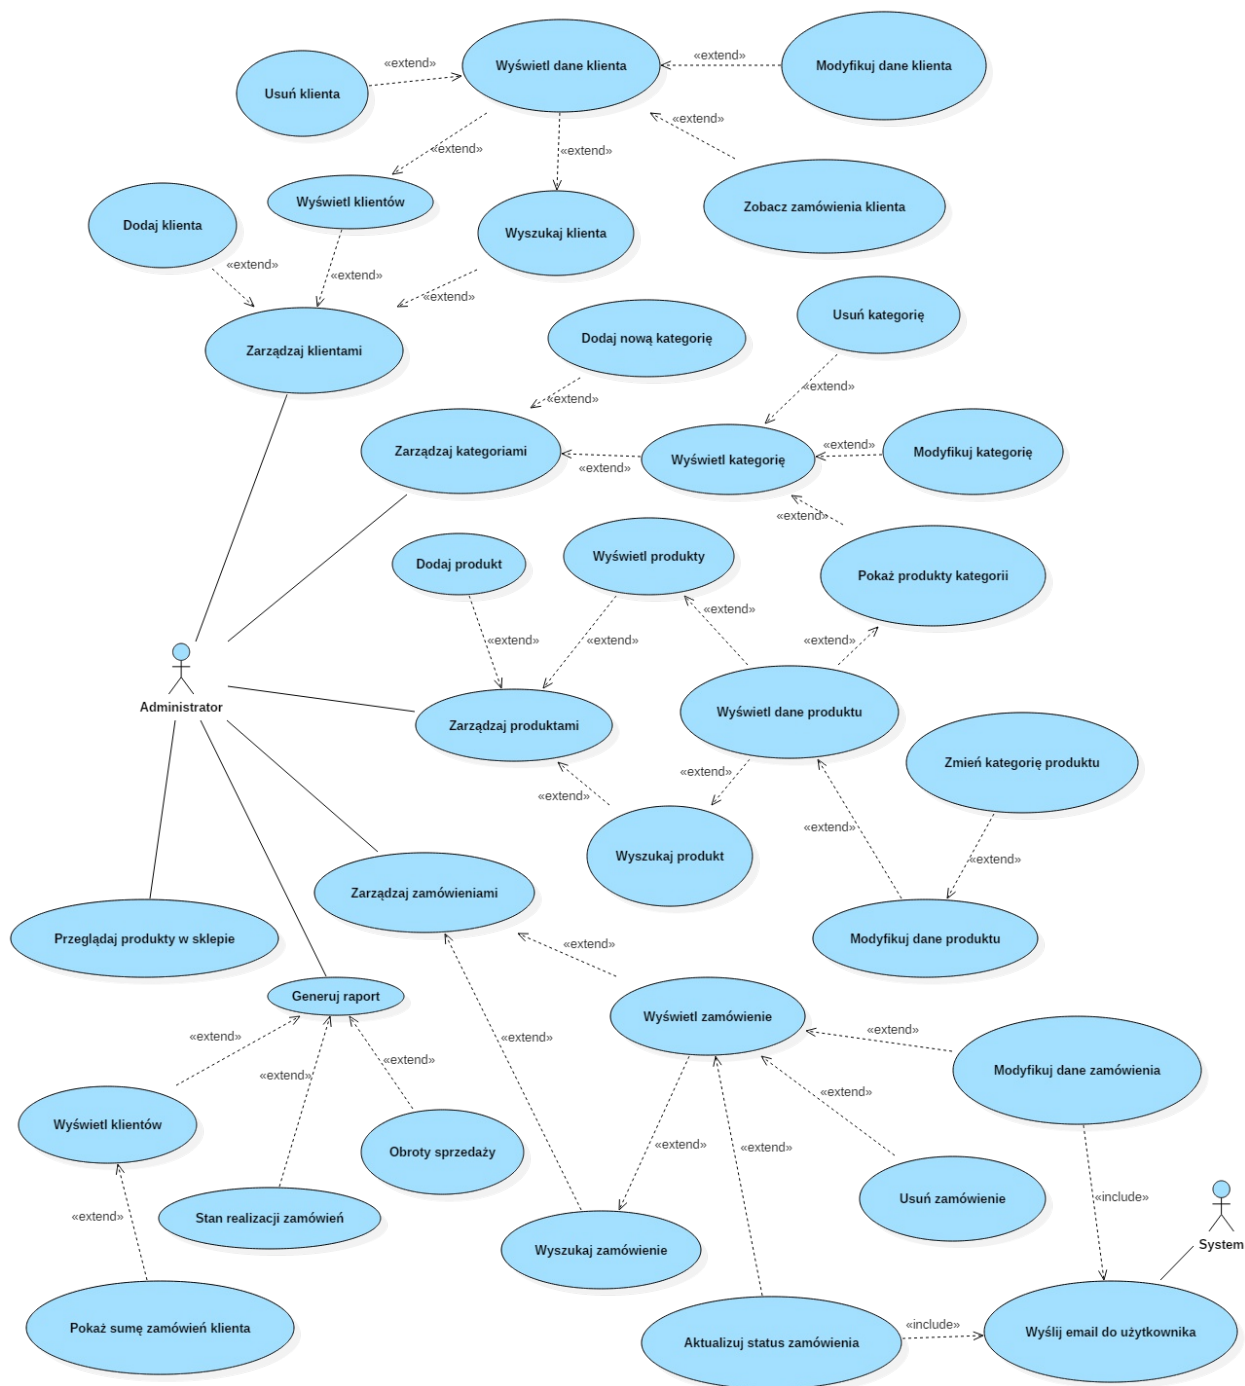 «extend»
Wyświetl dane klienta
«extend»
Modyfikuj dane klienta
Usuń klienta
«extend»
«extend»
«extend»
Wyświetl klientów
Zobacz zamówienia klienta
Dodaj klienta
Wyszukaj klienta
«extend»
«extend»
«extend»
Usuń kategorię
Dodaj nową kategorię
Zarządzaj klientami
«extend»
«extend»
Zarządzaj kategoriami
«extend»
Wyświetl kategorię
«extend»
Modyfikuj kategorię
«extend»
Dodaj produkt
Wyświetl produkty
Pokaż produkty kategorii
«extend»
«extend»
«extend»
«extend»
Administrator
Zarządzaj produktami
Wyświetl dane produktu
Zmień kategorię produktu
«extend»
«extend»
«extend»
Wyszukaj produkt
«extend»
Zarządzaj zamówieniami
Przeglądaj produkty w sklepie
Modyfikuj dane produktu
«extend»
Generuj raport
Wyświetl zamówienie
«extend»
«extend»
«extend»
«extend»
«extend»
Modyfikuj dane zamówienia
«extend»
Wyświetl klientów
Obroty sprzedaży
«extend»
«extend»
Usuń zamówienie
«include»
«extend»
Stan realizacji zamówień
Wyszukaj zamówienie
System
Pokaż sumę zamówień klienta
Aktualizuj status zamówienia
«include»
Wyślij email do użytkownika